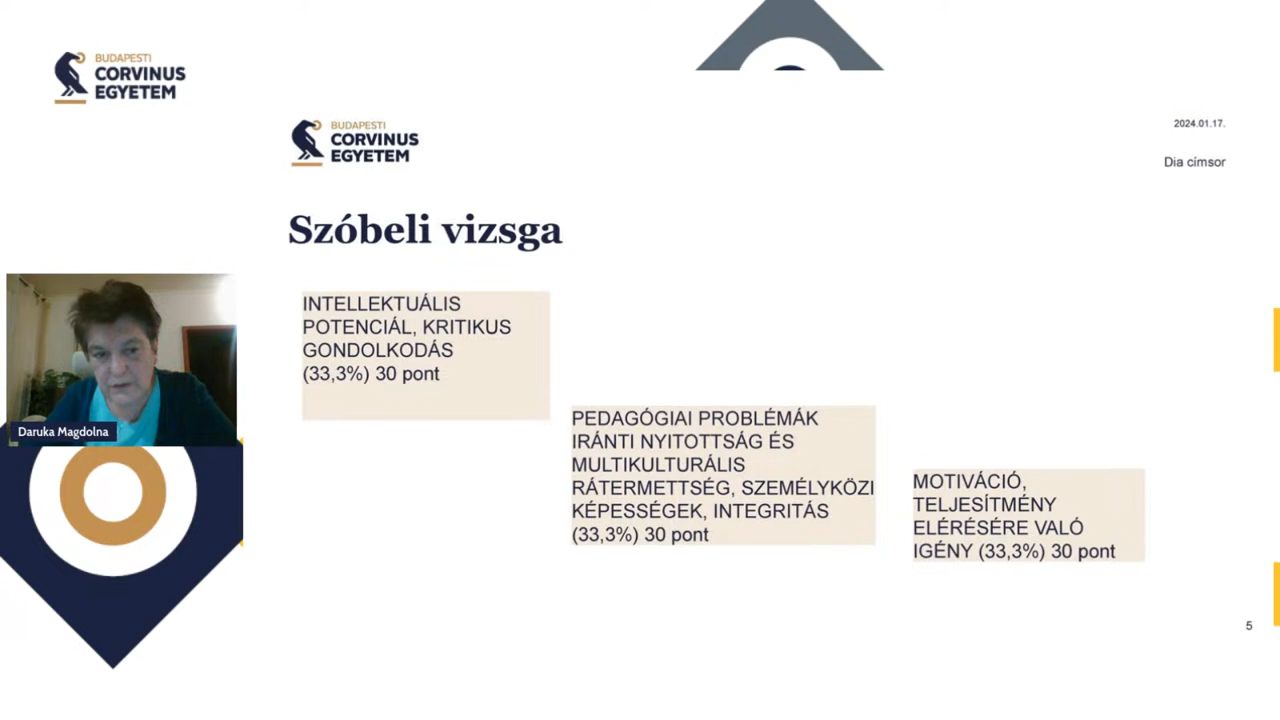 BUDAPESTI
CORVINUS
EGYETEM
BUDAPESTI
CORVINUS
EGYETEM
2024.01.17.
Dia címsor
Szóbeli vizsga
INTELLEKTUÁLIS
POTENCIÁL, KRITIKUS
GONDOLKODÁS
(33,3%) 30 pont
PEDAGÓGIAI PROBLÉMÁK
IRÁNTI NYITOTTSÁG ÉS
MULTIKULTURÁLIS
RÁTERMETTSÉG, SZEMÉLYKÖZI
KÉPESSÉGEK, INTEGRITÁS
(33,3%) 30 pont
MOTIVÁCIÓ,
TELJESÍTMÉNY
ELÉRÉSÉRE VALÓ
IGÉNY (33,3%) 30 pont
Daruka Magdolna
5